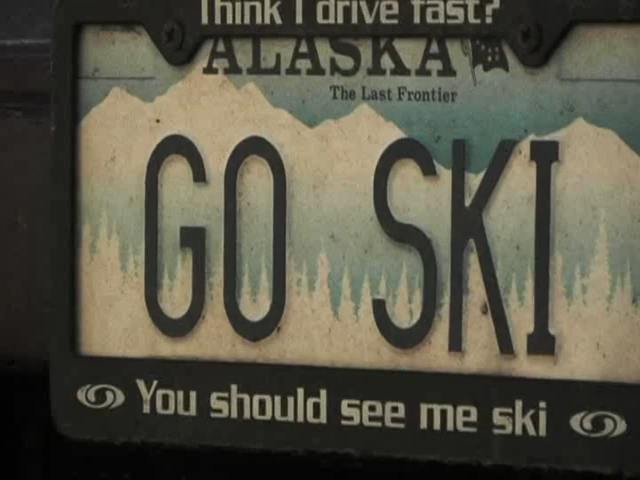 Think I drive fast?
ALASKA
The Last Frontier
GO SKI
You should see me ski